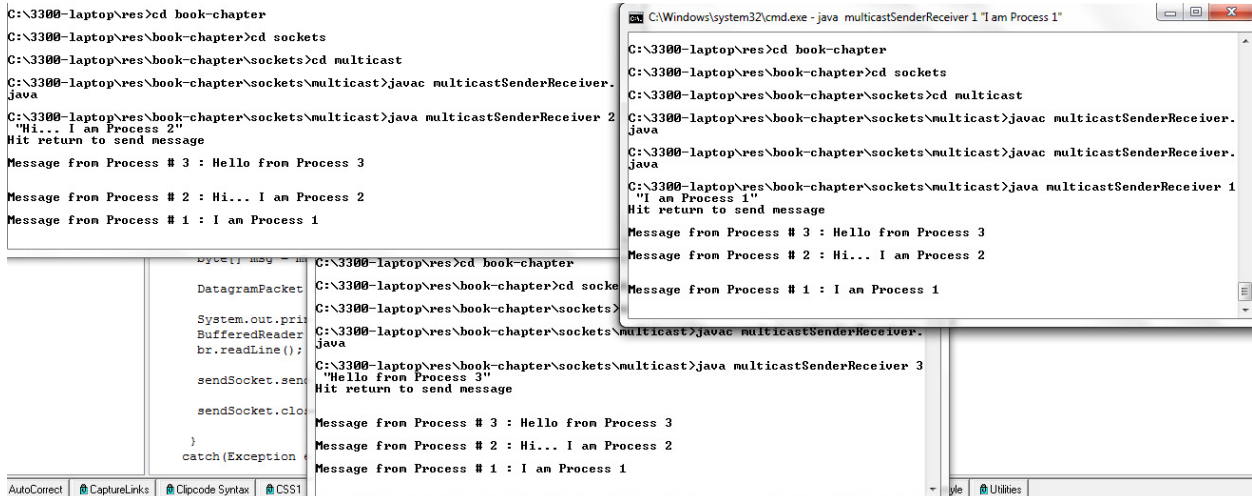 C:\3300-laptop\res>cd book-chapter
C:\3300-laptop\res\book-chapter>cd sockets
C:\3300-laptop\res\book-chapter\sockets>cd multicast
C:\3300-laptop\res\book-chapter\sockets\multicast>javac multicastSenderReceiver.
java
C:\3300-laptop\res\book-chapter\sockets\multicast>java multicastSenderReceiver 2
"Hi... I am Process 2"
Hit return to send message
Message from Process # 3 : Hello from Process 3
Message from Process # 2 : Hi... I am Process 2
Message from Process # 1 : I am Process 1
C:\Windows\system32\cmd.exe - java multicastSenderReceiver 1 "I am Process 1"
C:\3300-laptop\res>cd book-chapter
C:\3300-laptop\res\book-chapter>cd sockets
C:\3300-laptop\res\book-chapter\sockets>cd multicast
C:\3300-laptop\res\book-chapter\sockets\multicast>javac multicastSenderReceiver.
java
C:\3300-laptop\res\book-chapter\sockets\multicast>javac multicastSenderReceiver.
java
C:\3300-laptop\res\book-chapter\sockets\multicast>java multicastSenderReceiver 1
"I am Process 1"
Hit return to send message
Message from Process # 3 : Hello from Process 3
Message from Process # 2 : Hi... I am Process 2
Message from Process # 1 : I am Process 1
byte[] msg = m
DatagramPacket
System.out.pri
BufferedReader
br.readLine();
sendSocket.sen
sendSocket.clo
}
catch(Exception
C:\3300-laptop\res>cd book-chapter
C:\3300-laptop\res\book-chapter>cd socke
C:\3300-laptop\res\book-chapter\sockets>
C:\3300-laptop\res\book-chapter\sockets\multicast>javac multicastSenderReceiver.
java
C:\3300-laptop\res\book-chapter\sockets\multicast>java multicastSenderReceiver 3
"Hello from Process 3"
Hit return to send message
Message from Process # 3 : Hello from Process 3
Message from Process # 2 : Hi... I am Process 2
Message from Process # 1 : I am Process 1
AutoCorrect CaptureLinks Clipcode Syntax CSS1 yle Utilities